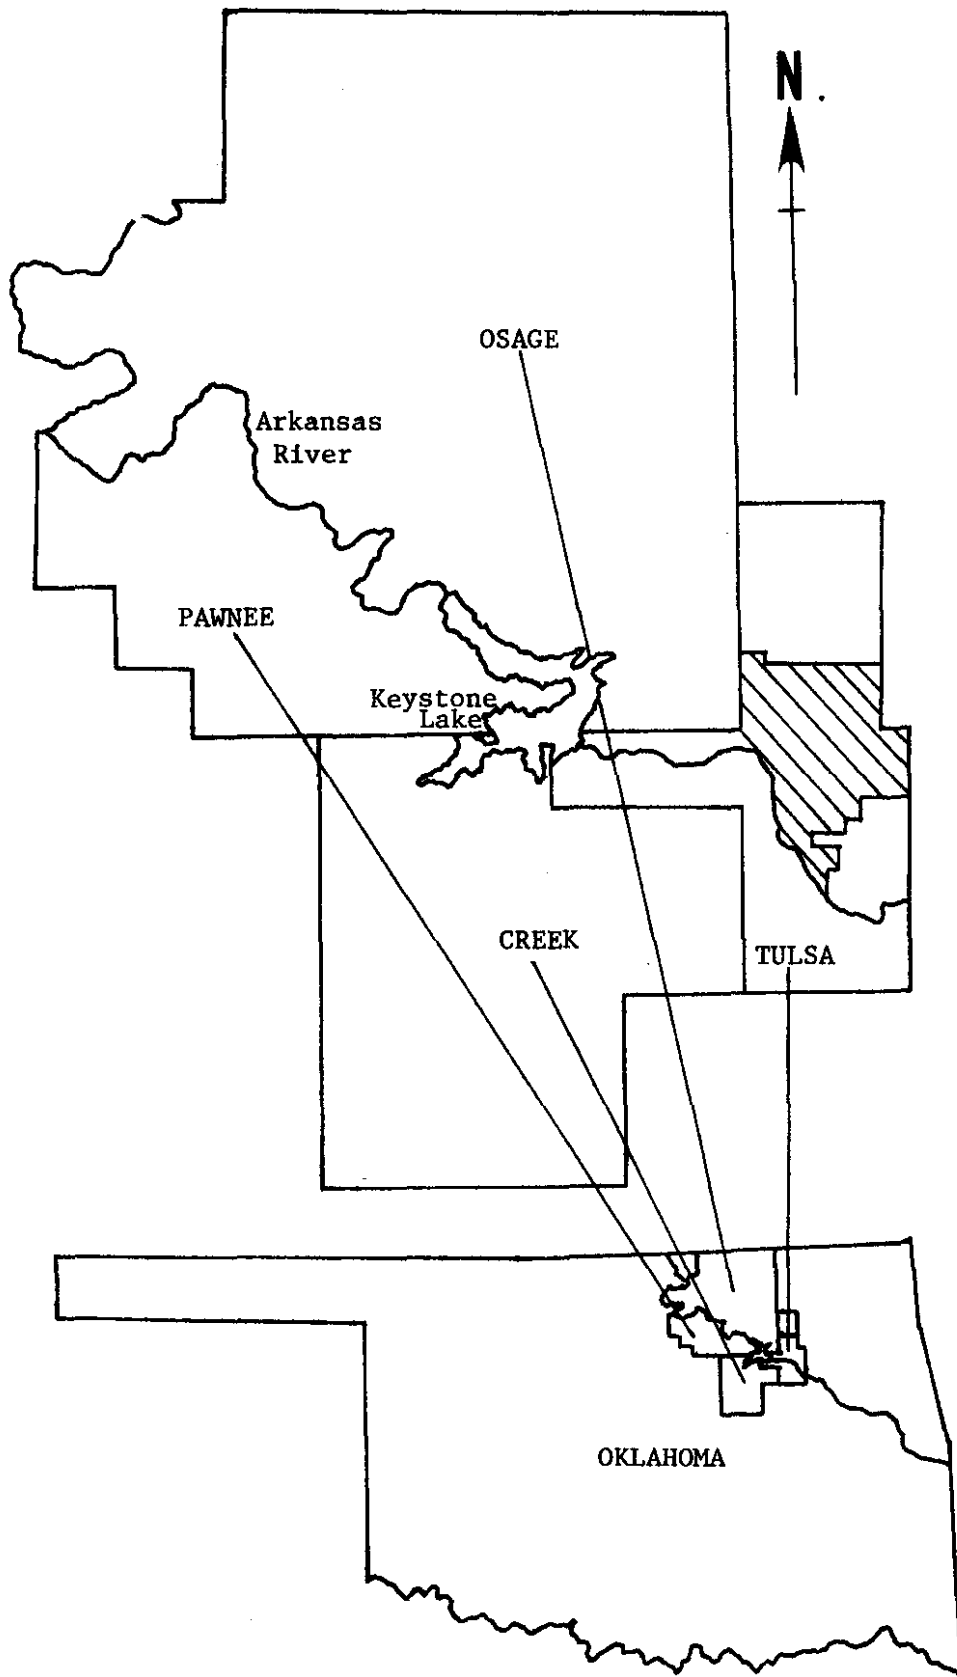 N
OSAGE
Arkansas
River
PAWNEE
Keystone
Lake
CREEK
TULSA
OKLAHOMA